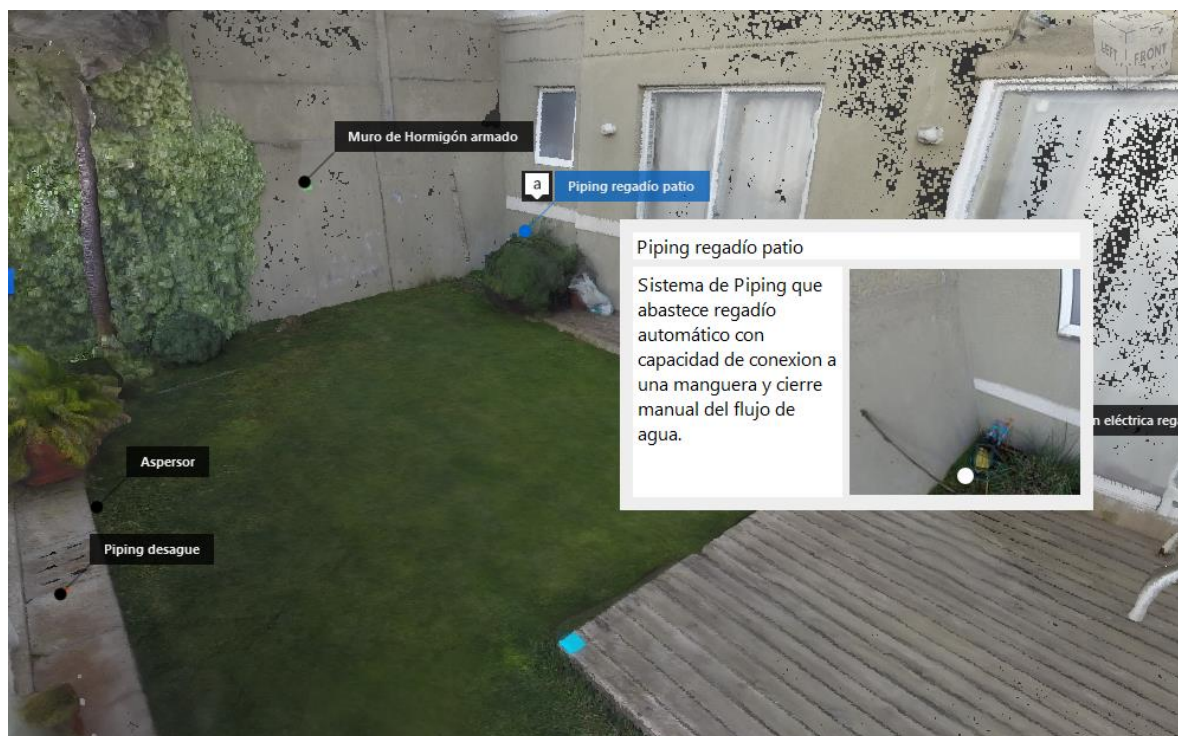 LEFT
FRONT
Muro de Hormigón armado
a
Piping regadío patio
Piping regadío patio
Sistema de Piping que
abastece regadío
automático con
capacidad de conexion a
una manguera y cierre
manual del flujo de
agua.
eléctrica
Aspersor
Piping desague